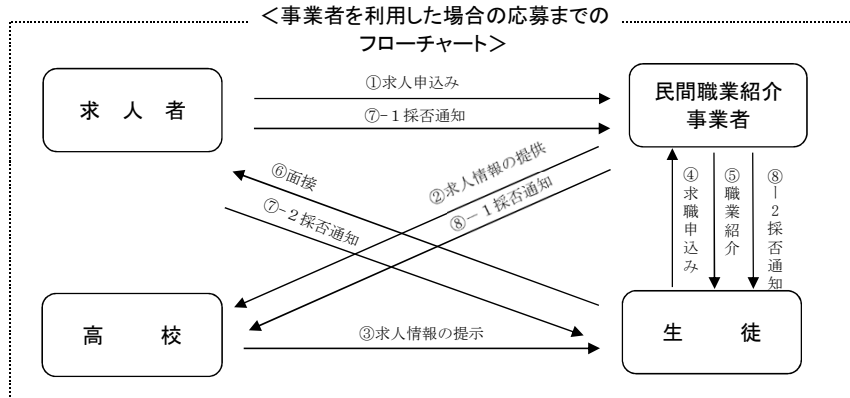 ＜事業者を利用した場合の応募までの
フローチャート＞
求　人　者
①求人申込み
⑦-１採否通知
民間職業紹介
事業者
⑥面接
⑦-２採否通知
②求人情報の提供
⑧－１採否通知
④求職申込み
⑤職業紹介
⑧－２採否通知
高　　校
③求人情報の提示
生　　徒